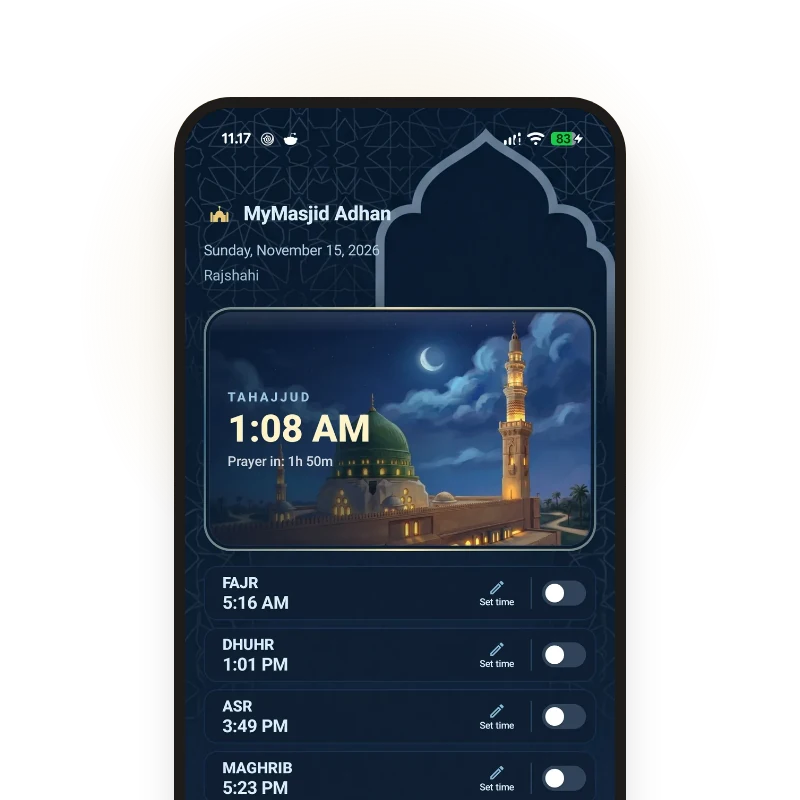 11.17
83
MyMasjid Adhan
Sunday, November 15, 2026
Rajshahi
TAHAJJUD
1:08 AM
Prayer in: 1h 50m
FAJR
5:16 AM
Set time
DHUHR
1:01 PM
Set time
ASR
3:49 PM
Set time
MAGHRIB
5:23 PM
Set time